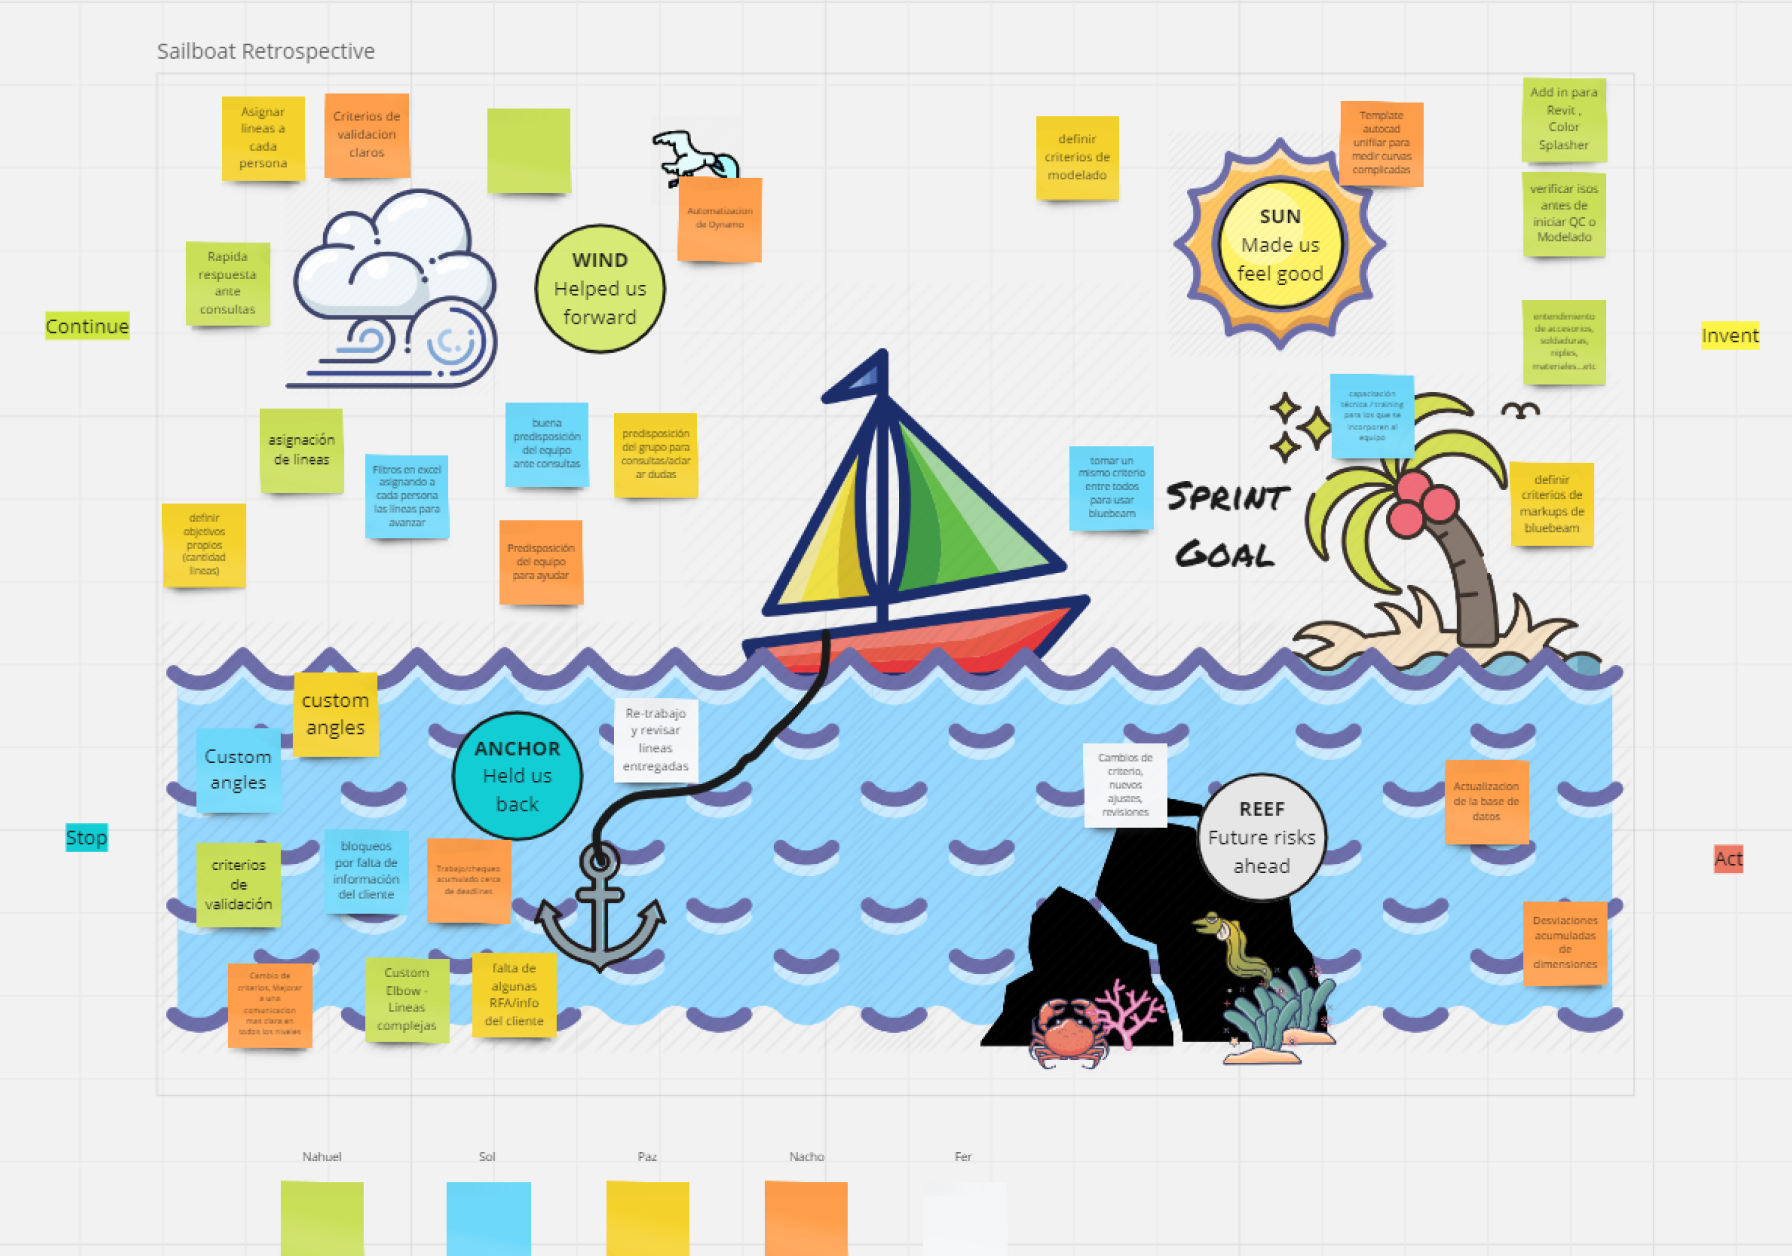 Sailboat Retrospective
Asignar
lineas a
cada
persona
Criterios de
validacion
claros
Automatizacion
de Dynamo
Rapida
respuesta
ante
consultas
WIND
Helped us
forward
Continue
asignación
de lineas
Filtros en excel
asignando a
cada persona
las líneas para
avanzar
buena
predisposición
del equipo
ante consultas
predisposición
del grupo para
consultas/aclar
ar dudas
definir
objetivos
propios
(cantidad
lineas)
Predisposición
del equipo
para ayudar
definir
criterios de
modelado
Template
autocad
unifilar para
medir curvas
complicadas
SUN
Made us
feel good
Add in para
Revit ,
Color
Splasher
verificar isos
antes de
iniciar QC o
Modelado
entendimiento
de accesorios,
soldaduras,
niples,
materiales...etc
Invent
capacitación
técnica / training
para los que se
incorporen al
equipo
tomar un
mismo criterio
entre todos
para usar
bluebeam
SPRINT
GOAL
definir
criterios de
markups de
bluebeam
custom
angles
Custom
angles
ANCHOR
Held us
back
Re-trabajo
y revisar
lineas
entregadas
Stop
criterios
de
validación
bloqueos
por falta de
información
del cliente
Trabajo/chequeo
acumulado cerca
de deadlines
Cambio de
criterios, Mejorar
a una
comunicacion
mas clara en
todos los niveles
Custom
Elbow -
Lineas
complejas
falta de
algunas
RFA/info
del cliente
Cambios de
criterio,
nuevos
ajustes,
revisiones
REEF
Future risks
ahead
Actualizacion
de la base de
datos
Act
Desviaciones
acumuladas
de
dimensiones
Nahuel
Sol
Paz
Nacho
Fer